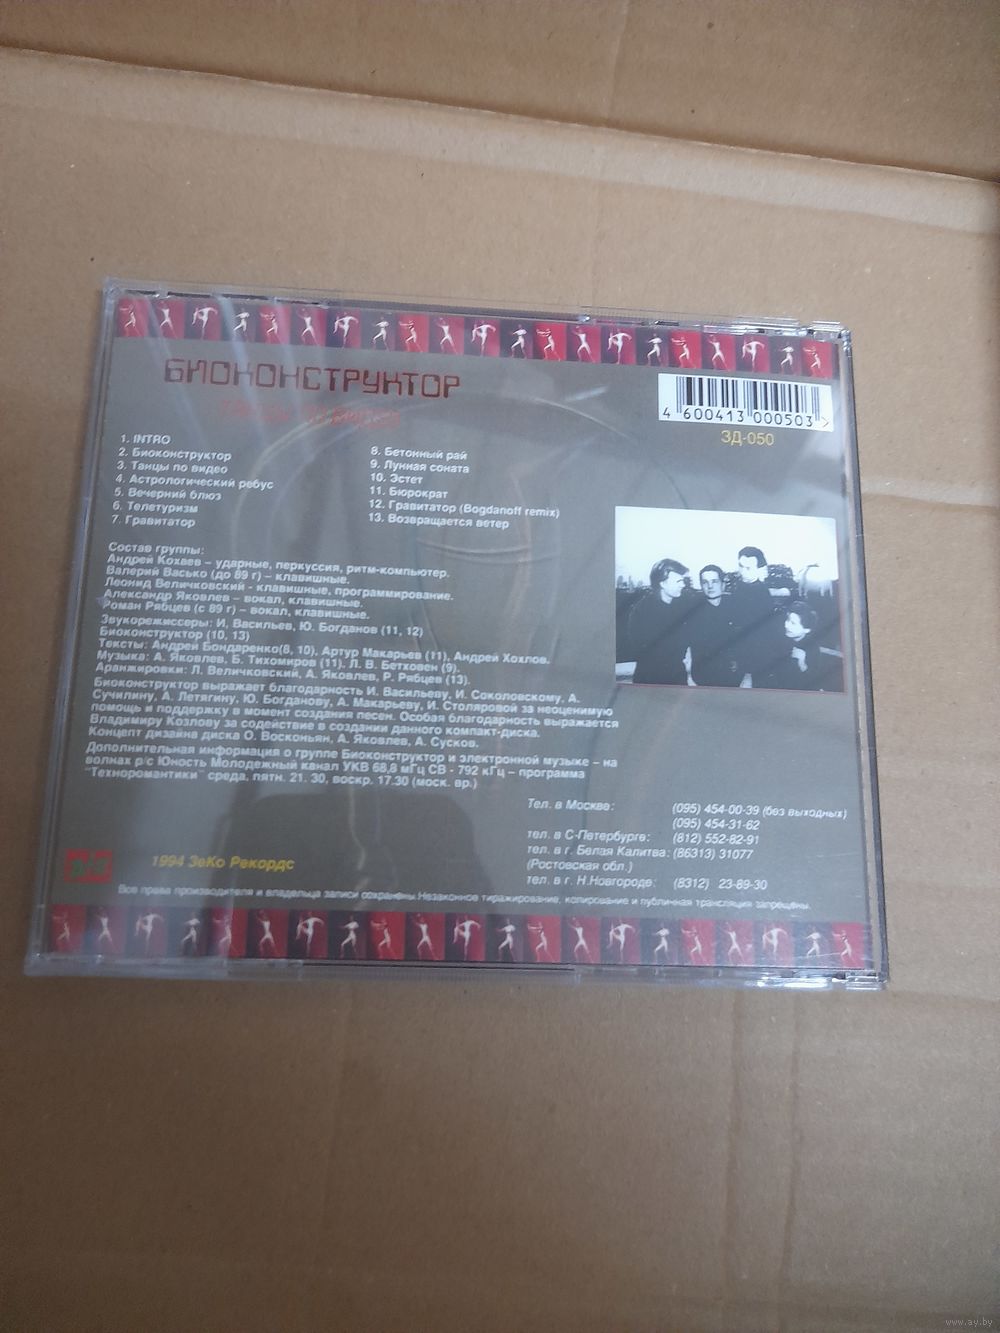 БИОКОНСТРУКТОР
ТАНЦЫ ПО ВИДЕО
4 600413 000503 >
ЗД-050
1. INTRO
2. Биоконструктор
3. Танцы по видео
4. Астрологический ребус
5. Вечерний блюз
6. Телетуризм
7. Гравитатор
8. Бетонный рай
9. Лунная соната
10. Эстет
11. Бюрократ
12. Гравитатор (Bogdanoff remix)
13. Возвращается ветер
Состав группы:
Андрей Кохаев – ударные, перкуссия, ритм-компьютер.
Валерий Васько (до 89 г) – клавишные.
Леонид Величковский - клавишные, программирование.
Александр Яковлев – вокал, клавишные.
Роман Рябцев (с 89 г) – вокал, клавишные.
Звукорежиссеры: И. Васильев, Ю. Богданов (11, 12)
Биоконструктор (10, 13)
Тексты: Андрей Бондаренко(8, 10), Артур Макарьев (11), Андрей Хохлов.
Музыка: А. Яковлев, Б. Тихомиров (11). Л. В. Бетховен (9).
Аранжировки: Л. Величковский, А. Яковлев, Р. Рябцев (13).
Биоконструктор выражает благодарность И. Васильеву, И. Соколовскому, А.
Сучилину, А. Летягину, Ю. Богданову, А. Макарьеву, И. Столяровой за неоценимую
помощь и поддержку в момент создания песен. Особая благодарность выражается
Владимиру Козлову за содействие в создании данного компакт-диска.
Концепт дизайна диска О. Восконьян, А. Яковлев, А. Сусков.
Дополнительная информация о группе Биоконструктор и электронной музыке – на
волнах р/с Юность Молодежный канал УКВ 68,8 мГц СВ - 792 кГц – программа
"Техноромантики" среда, пятн. 21. 30, воскр. 17.30 (моск. вр.)
Тел. в Москве: (095) 454-00-39 (без выходных)
(095) 454-31-62
тел. в С-Петербурге: (812) 552-82-91
тел. в г. Белая Калитва: (86313) 31077
(Ростовская обл.)
тел. в г. Н.Новгороде: (8312) 23-89-30
1994 ЗеКо Рекордс
Все права производителя и владельца записи сохранены. Незаконное тиражирование, копирование и публичная трансляция запрещены.
www.ay.by